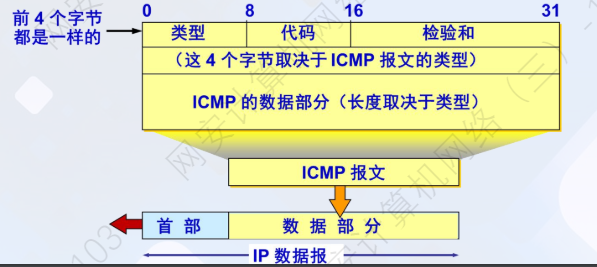 0 8 16 31
前 4 个字节
都是一样的
类型 代码 检验和
（这 4 个字节取决于 ICMP 报文的类型）
ICMP 的数据部分（长度取决于类型）
ICMP 报文
首 部 数 据 部 分
IP 数据报
网安计算机网络（三）-1
103
网安计算机网络